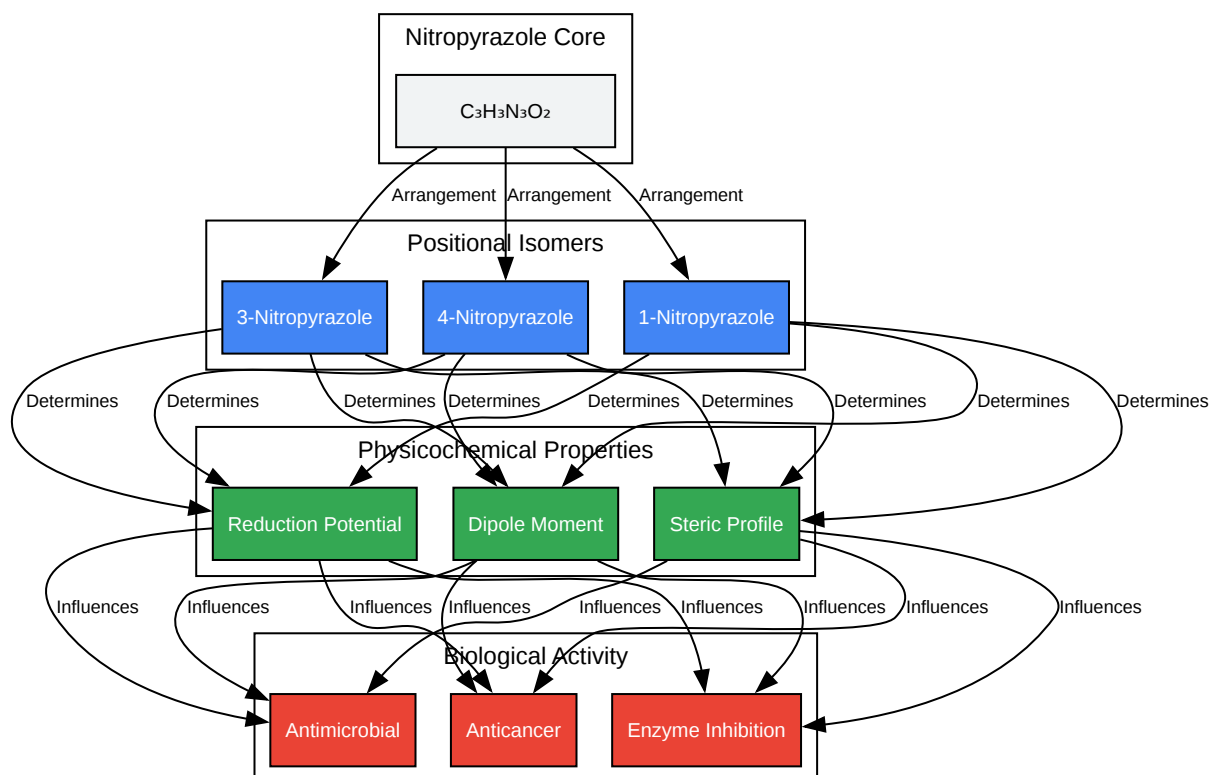 Nitropyrazole Core
C₃H₃N₃O₂
Arrangement Arrangement Arrangement
Positional Isomers
3-Nitropyrazole 4-Nitropyrazole 1-Nitropyrazole
Determines Determines Determines Determines Determines Determines Determines Determines Determines
Physicochemical Properties
Reduction Potential Dipole Moment Steric Profile
Influences Influences Influences Influences Influences Influences Influences Influences Influences
Biological Activity
Antimicrobial Anticancer Enzyme Inhibition